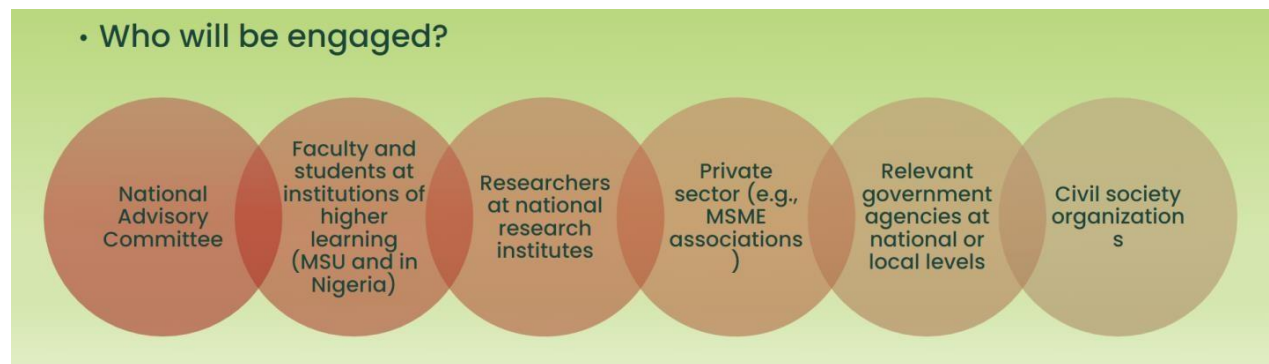 • Who will be engaged?
National
Advisory
Committee
Faculty and
students at
institutions of
higher
learning
(MSU and in
Nigeria)
Researchers
at national
research
institutes
Private
sector (e.g.,
MSME
associations
)
Relevant
government
agencies at
national or
local levels
Civil society
organization
s